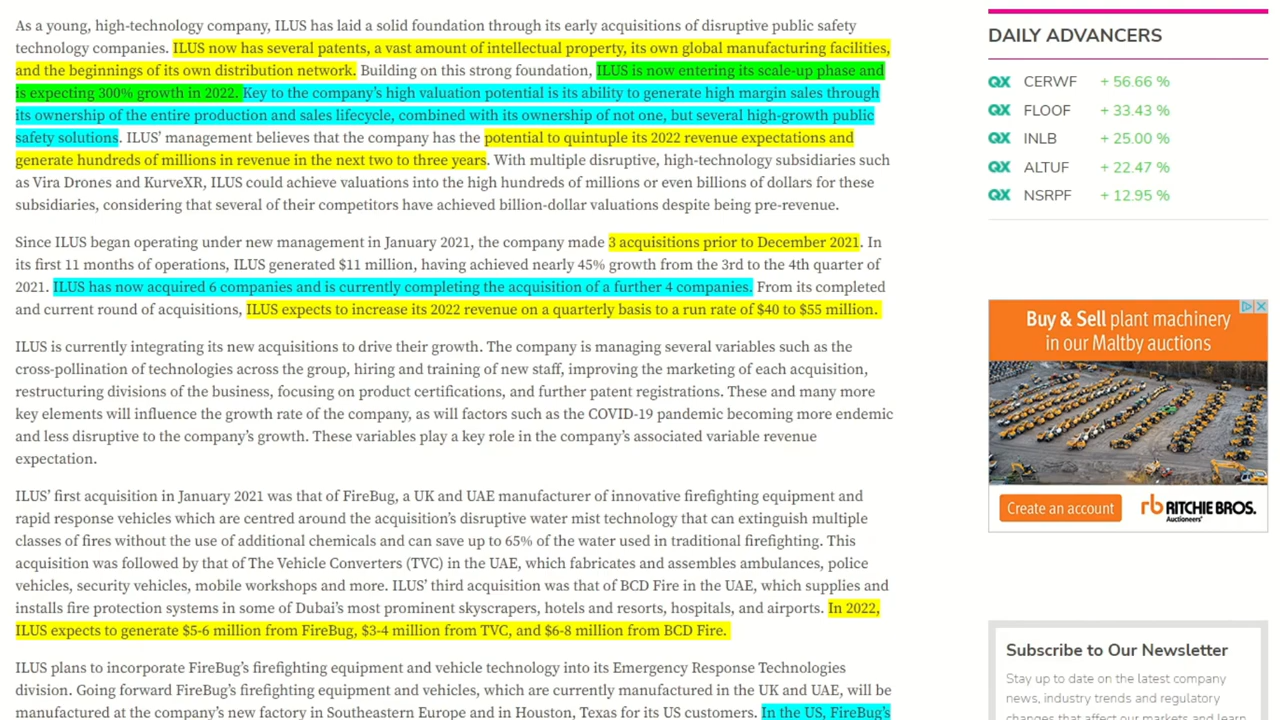 As a young, high-technology company, ILUS has laid a solid foundation through its early acquisitions of disruptive public safety
technology companies. ILUS now has several patents, a vast amount of intellectual property, its own global manufacturing facilities,
and the beginnings of its own distribution network. Building on this strong foundation, ILUS is now entering its scale-up phase and
is expecting 300% growth in 2022. Key to the company's high valuation potential is its ability to generate high margin sales through
its ownership of the entire production and sales lifecycle, combined with its ownership of not one, but several high-growth public
safety solutions. ILUS' management believes that the company has the potential to quintuple its 2022 revenue expectations and
generate hundreds of millions in revenue in the next two to three years. With multiple disruptive, high-technology subsidiaries such
as Vira Drones and KurveXR, ILUS could achieve valuations into the high hundreds of millions or even billions of dollars for these
subsidiaries, considering that several of their competitors have achieved billion-dollar valuations despite being pre-revenue.
Since ILUS began operating under new management in January 2021, the company made 3 acquisitions prior to December 2021. In
its first 11 months of operations, ILUS generated $11 million, having achieved nearly 45% growth from the 3rd to the 4th quarter of
2021. ILUS has now acquired 6 companies and is currently completing the acquisition of a further 4 companies. From its completed
and current round of acquisitions, ILUS expects to increase its 2022 revenue on a quarterly basis to a run rate of $40 to $55 million.
ILUS is currently integrating its new acquisitions to drive their growth. The company is managing several variables such as the
cross-pollination of technologies across the group, hiring and training of new staff, improving the marketing of each acquisition,
restructuring divisions of the business, focusing on product certifications, and further patent registrations. These and many more
key elements will influence the growth rate of the company, as will factors such as the COVID-19 pandemic becoming more endemic
and less disruptive to the company's growth. These variables play a key role in the company's associated variable revenue
expectation.
ILUS' first acquisition in January 2021 was that of FireBug, a UK and UAE manufacturer of innovative firefighting equipment and
rapid response vehicles which are centred around the acquisition's disruptive water mist technology that can extinguish multiple
classes of fires without the use of additional chemicals and can save up to 65% of the water used in traditional firefighting. This
acquisition was followed by that of The Vehicle Converters (TVC) in the UAE, which fabricates and assembles ambulances, police
vehicles, security vehicles, mobile workshops and more. ILUS' third acquisition was that of BCD Fire in the UAE, which supplies and
installs fire protection systems in some of Dubai's most prominent skyscrapers, hotels and resorts, hospitals, and airports. In 2022,
ILUS expects to generate $5-6 million from FireBug, $3-4 million from TVC, and $6-8 million from BCD Fire.
ILUS plans to incorporate FireBug's firefighting equipment and vehicle technology into its Emergency Response Technologies
division. Going forward FireBug's firefighting equipment and vehicles, which are currently manufactured in the UK and UAE, will be
manufactured at the company's new factory in Southeastern Europe and in Houston, Texas for its US customers. In the US, FireBug's
DAILY ADVANCERS
QX CERWF + 56.66 %
QX FLOOF + 33.43 %
QX INLB + 25.00 %
QX ALTUF + 22.47 %
QX NSRPF + 12.95 %
Buy & Sell plant machinery
in our Maltby auctions
Create an account
rb RITCHIE BROS.
Auctioneers
Subscribe to Our Newsletter
Stay up to date on the latest company
news, industry trends and regulatory
changes that affect our markets and learn